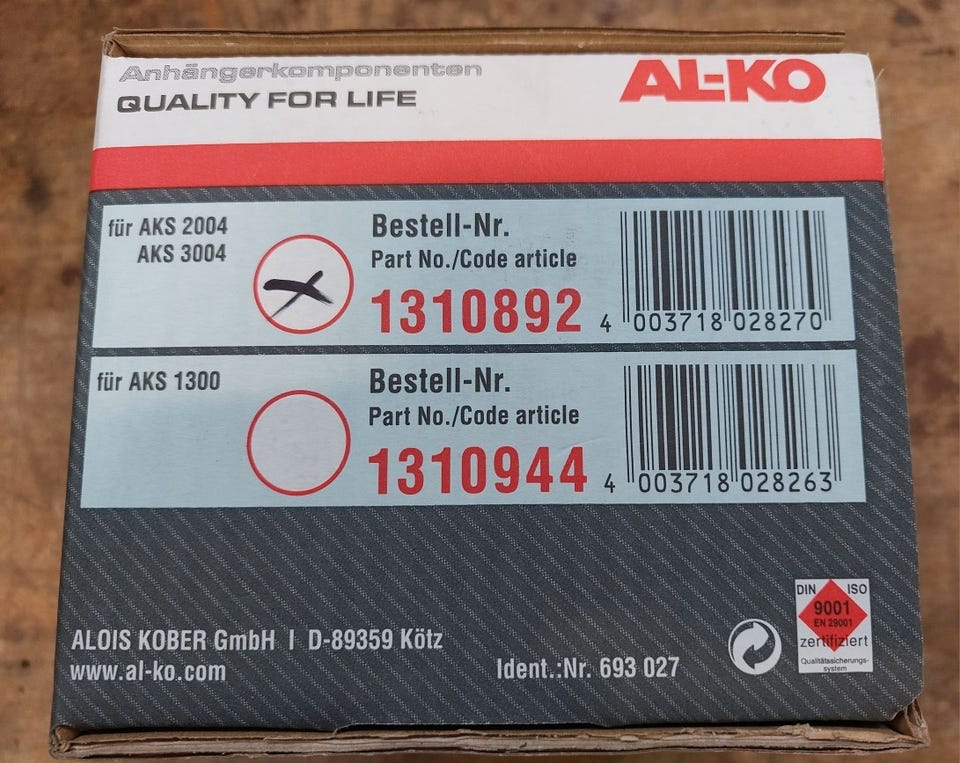 Anhängerkomponenten
QUALITY FOR LIFE
AL-KO
für AKS 2004
AKS 3004
Bestell-Nr.
Part No./Code article
1310892
4 003718 028270
für AKS 1300
Bestell-Nr.
Part No./Code article
1310944
4 003718 028263
ALOIS KOBER GmbH I D-89359 Kötz
www.al-ko.com
Ident.:Nr. 693 027
DIN ISO
9001
EN 29001
zertifiziert
Qualitätssicherungs-
system